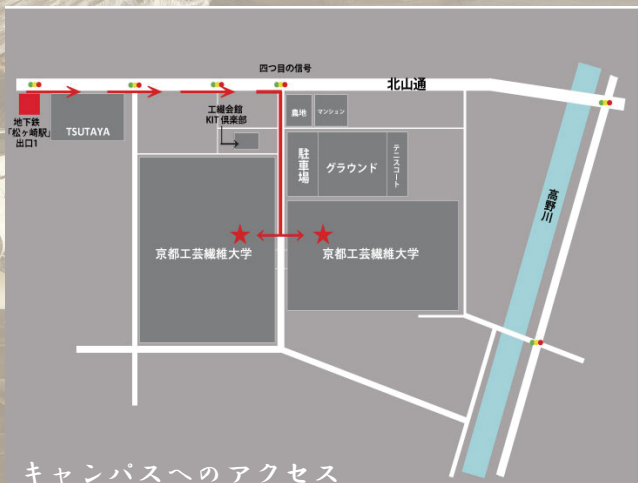 四つ目の信号
北山通
地下鉄
「松ヶ崎駅」
出口1
TSUTAYA
工繊会館
KIT 倶楽部
農地
マンション
駐車場
グラウンド
テニスコート
高野川
京都工芸繊維大学
京都工芸繊維大学
キャンパスへのアクセス